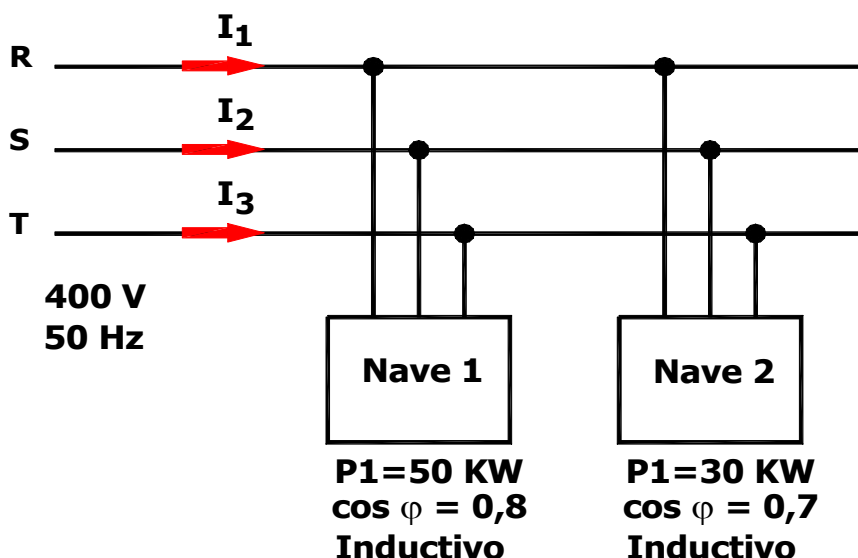 R
I1
S
I2
T
I3
400 V
50 Hz
Nave 1
P1=50 KW
cos φ = 0,8
Inductivo
Nave 2
P1=30 KW
cos φ = 0,7
Inductivo